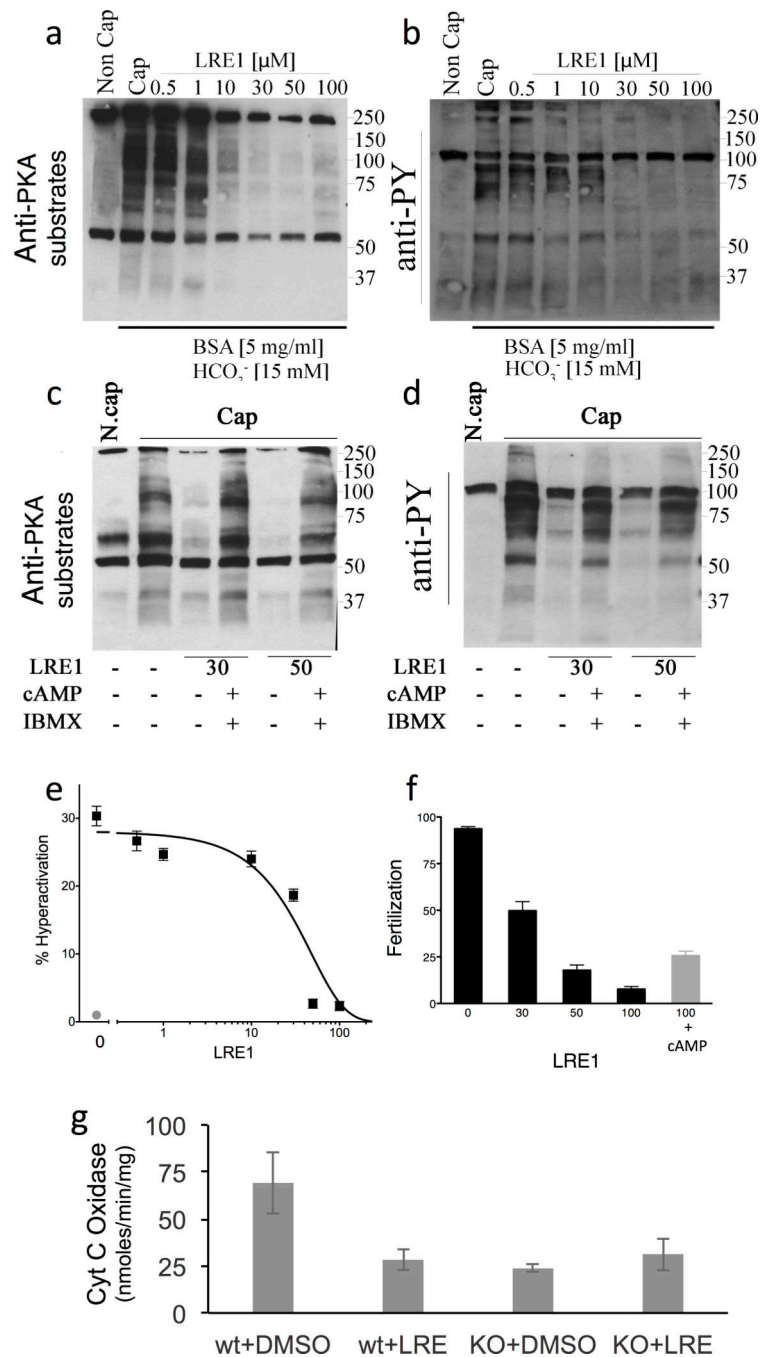 a
Non Cap
Cap
LRE1 [µM]
0.5 1 10 30 50 100
Anti-PKA
substrates
250
150
100
75
50
37
BSA [5 mg/ml]
[15 mM]
b
Non Cap
Cap
LRE1 [µM]
0.5 1 10 30 50 100
anti-PY
250
150
100
75
50
37
BSA [5 mg/ml]
HCO3- [15 mM]
c
N.cap
Cap
Anti-PKA
substrates
250
150
100
75
50
37
LRE1 - - 30 50
cAMP - - - + - +
IBMX - - - + - +
d
N.cap
Cap
anti-PY
250
150
100
75
50
37
LRE1 - - 30 50
cAMP - - - + - +
IBMX - - - + - +
e
% Hyperactivation
30
20
10
0
0 1 10 100
LRE1
f
Fertilization
100
75
50
25
0
0 30 50 100 100
+
cAMP
LRE1
g
Cyt C Oxidase
(nmoles/min/mg)
100
75
50
25
0
wt+DMSO wt+LRE KO+DMSO KO+LRE